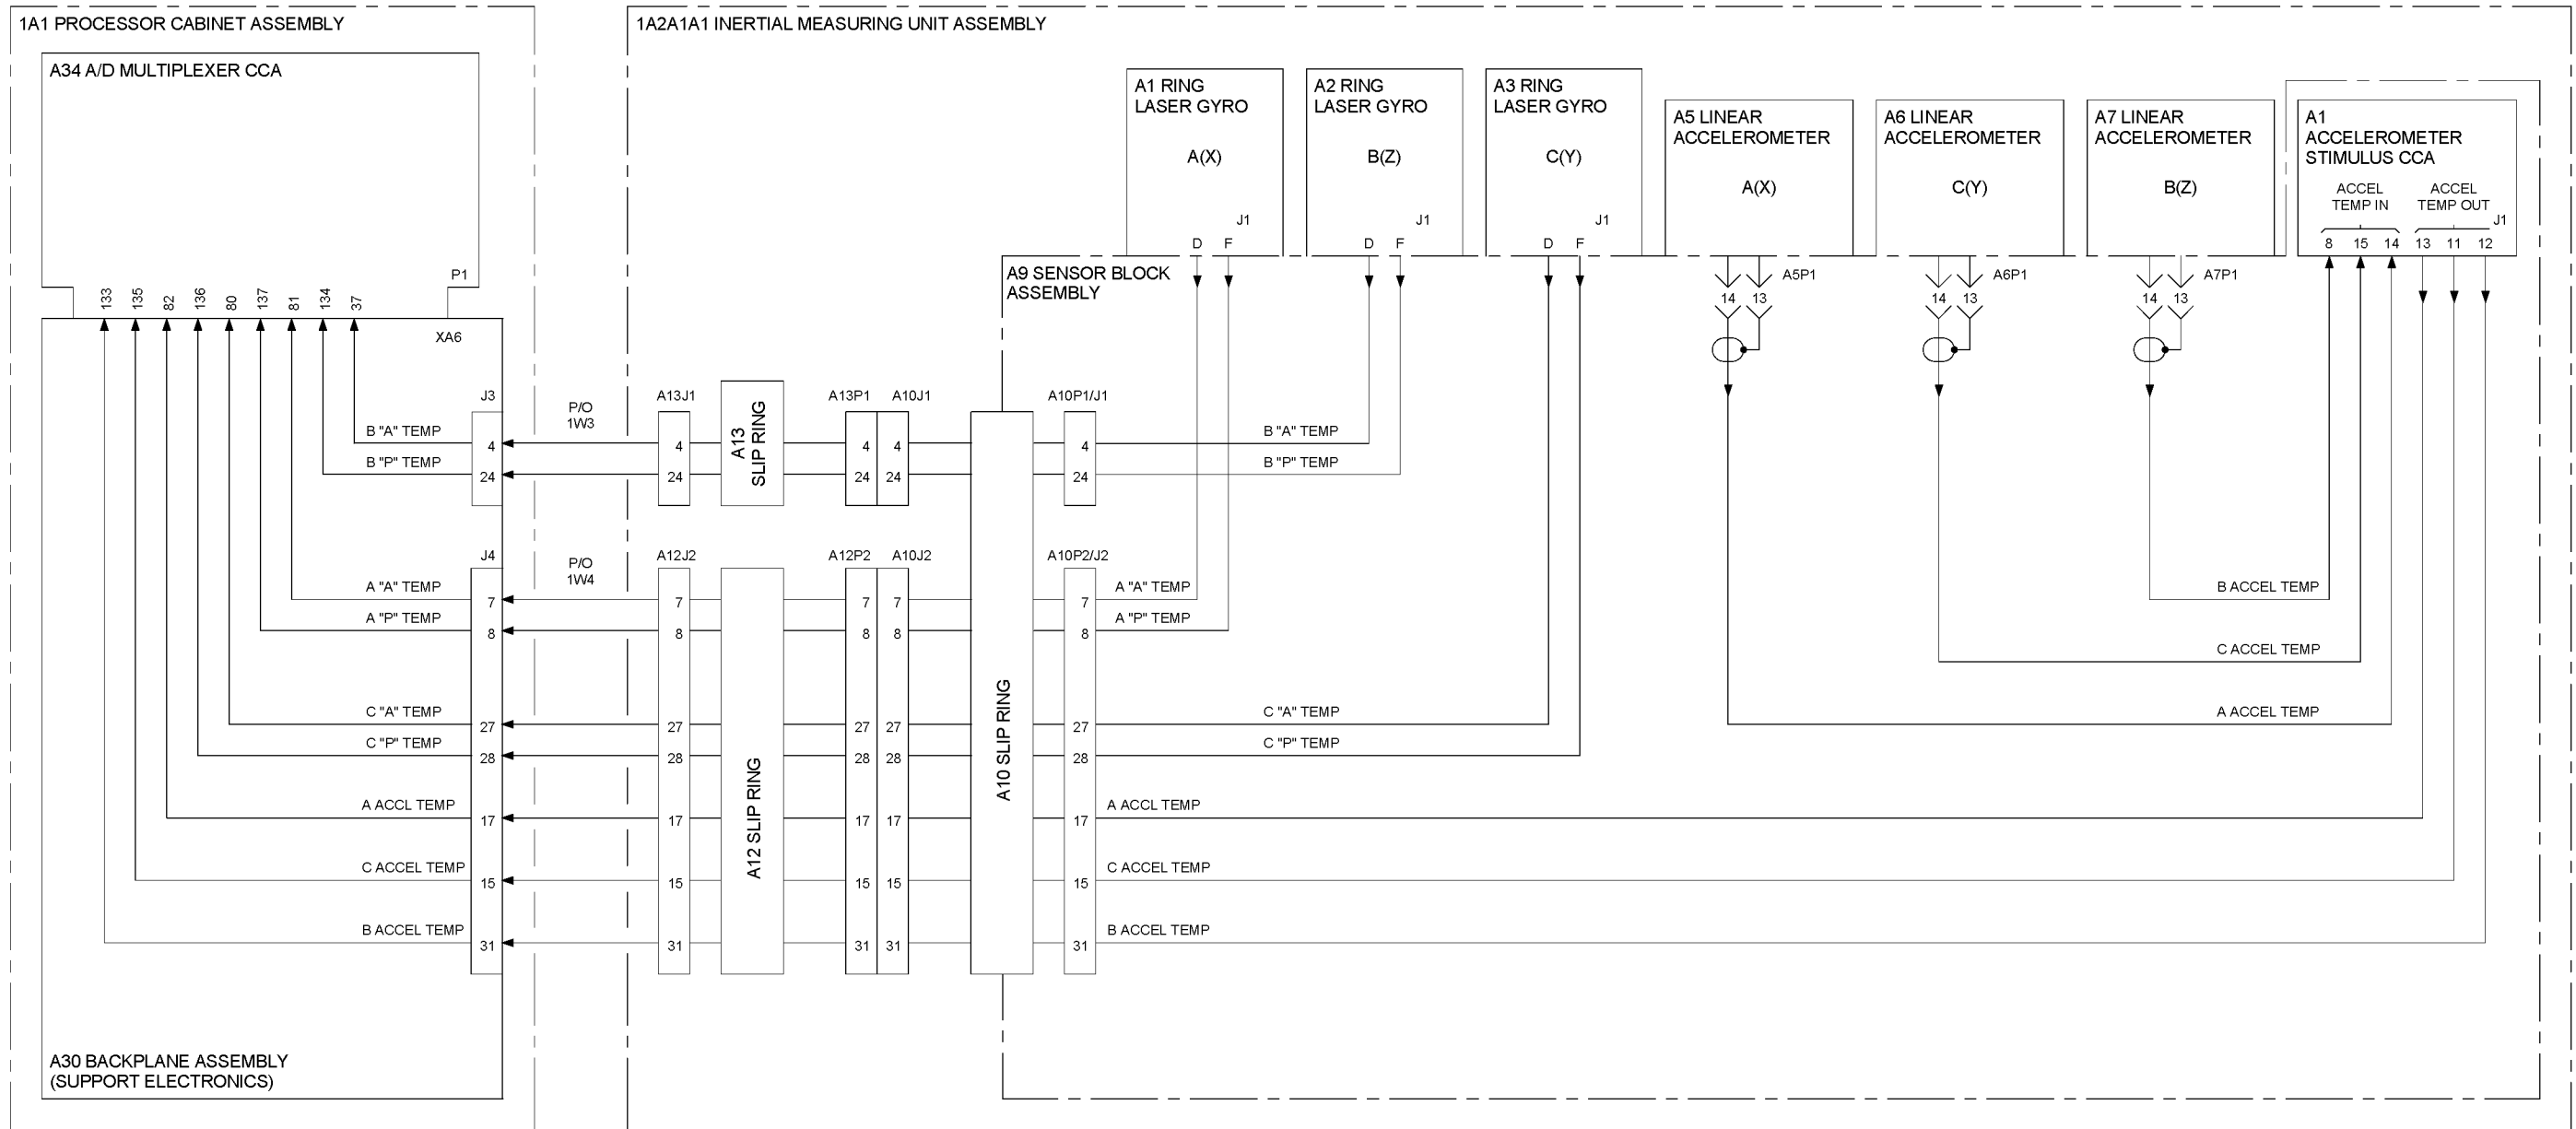 1A1 PROCESSOR CABINET ASSEMBLY
A34 A/D MULTIPLEXER CCA
P1
133
135
82
136
80
137
81
134
37
XA6
J3
B "A" TEMP
4
B "P" TEMP
24
J4
A "A" TEMP
7
A "P" TEMP
8
C "A" TEMP
27
C "P" TEMP
28
A ACCL TEMP
17
C ACCEL TEMP
15
B ACCEL TEMP
31
A30 BACKPLANE ASSEMBLY
(SUPPORT ELECTRONICS)
P/O
1W3
P/O
1W4
1A2A1A1 INERTIAL MEASURING UNIT ASSEMBLY
A13J1
4
24
A13
SLIP RING
A13P1
4
24
A10J1
4
24
A12J2
7
8
27
28
17
15
31
A12 SLIP RING
A12P2
7
8
27
28
17
15
31
A10J2
7
8
27
28
17
15
31
A10 SLIP RING
A9 SENSOR BLOCK
ASSEMBLY
A10P1/J1
4
24
A10P2/J2
7
8
27
28
17
15
31
B "A" TEMP
B "P" TEMP
A "A" TEMP
A "P" TEMP
C "A" TEMP
C "P" TEMP
A ACCL TEMP
C ACCEL TEMP
B ACCEL TEMP
A1 RING
LASER GYRO
A(X)
J1
D F
A2 RING
LASER GYRO
B(Z)
J1
D F
A3 RING
LASER GYRO
C(Y)
J1
D F
A5 LINEAR
ACCELEROMETER
A(X)
A5P1
14 13
A6 LINEAR
ACCELEROMETER
C(Y)
A6P1
14 13
A7 LINEAR
ACCELEROMETER
B(Z)
A7P1
14 13
A1
ACCELEROMETER
STIMULUS CCA
ACCEL
TEMP IN
ACCEL
TEMP OUT
J1
8 15 14 13 11 12
B ACCEL TEMP
C ACCEL TEMP
A ACCEL TEMP